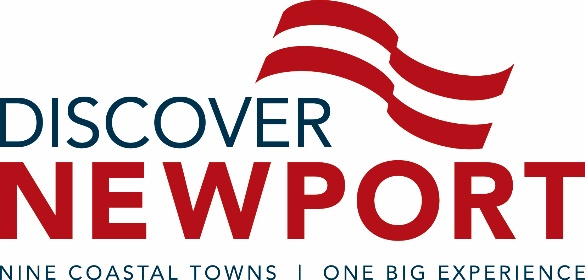 DISCOVER
NEWPORT
NINE COASTAL TOWNS | ONE BIG EXPERIENCE